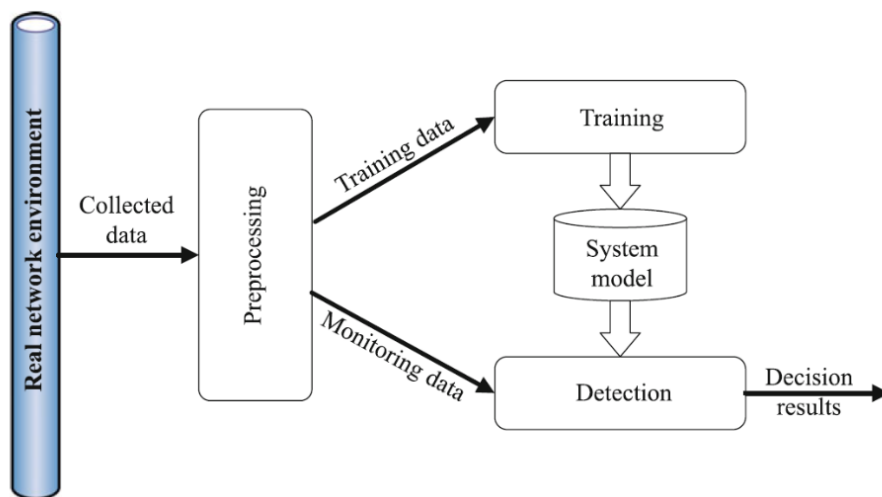 Real network environment
Collected
data
Preprocessing
Training data
Monitoring data
Training
System
model
Detection
Decision
results